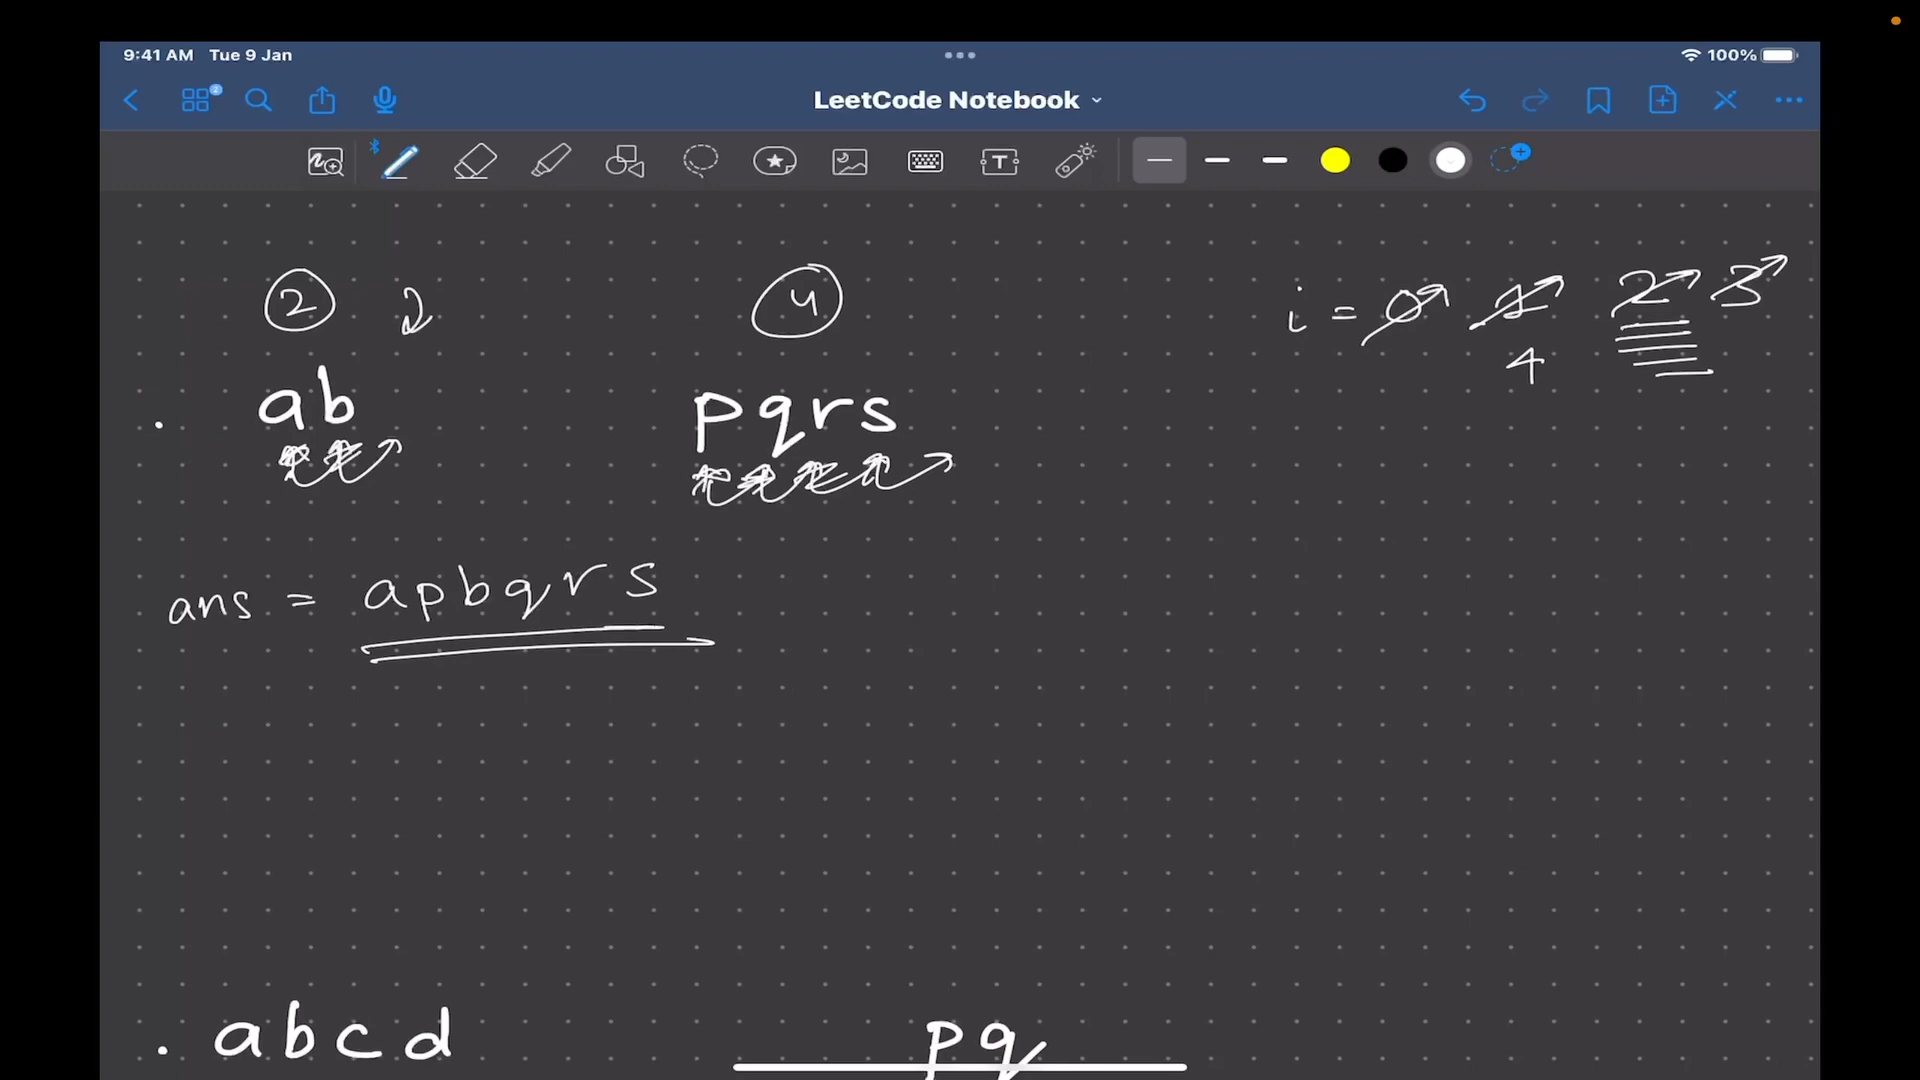 9:41 AM Tue 9 Jan
100%
2
LeetCode Notebook
T
2 4
i = 0 1 2 3
4
ab pqrs
ans = apbqrs
abcd pq